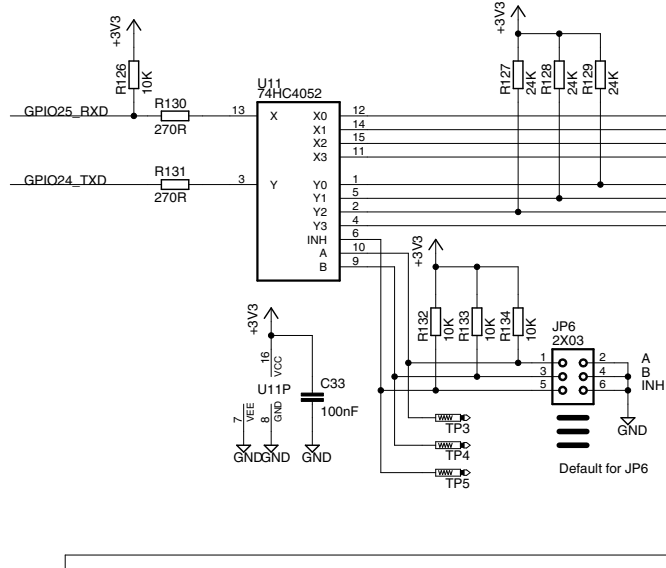 +3V3
R126
10K
GPIO25_RXD
R130
270R
GPIO24_TXD
R131
270R
U11
74HC4052
13
X
3
Y
X0
12
X1
14
X2
15
X3
11
Y0
1
Y1
5
Y2
2
Y3
4
INH
6
A
10
B
9
+3V3
R127
24K
R128
24K
R129
24K
+3V3
R132
10K
R133
10K
R134
10K
JP6
2X03
1
2
A
3
4
B
5
6
INH
GND
Default for JP6
+3V3
16
VCC
U11P
7
VEE
8
GND
C33
100nF
GND
GND
GND
TP3
TP4
TP5